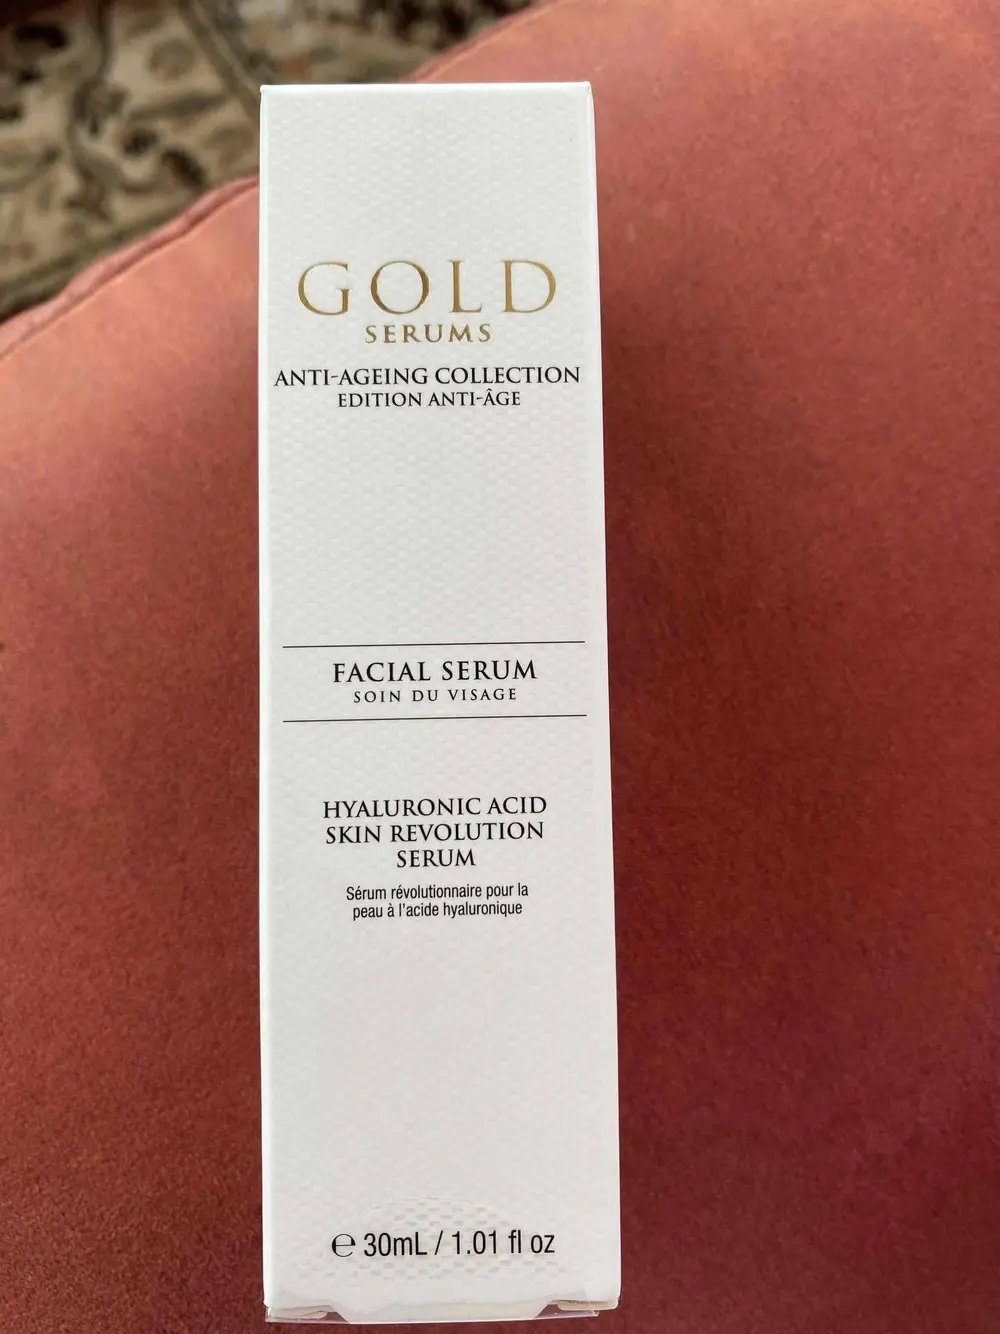 GOLD
SERUMS
ANTI-AGEING COLLECTION
EDITION ANTI-ÂGE
FACIAL SERUM
SOIN DU VISAGE
HYALURONIC ACID
SKIN REVOLUTION
SERUM
Sérum révolutionnaire pour la
peau à l'acide hyaluronique
℮ 30mL / 1.01 fl oz